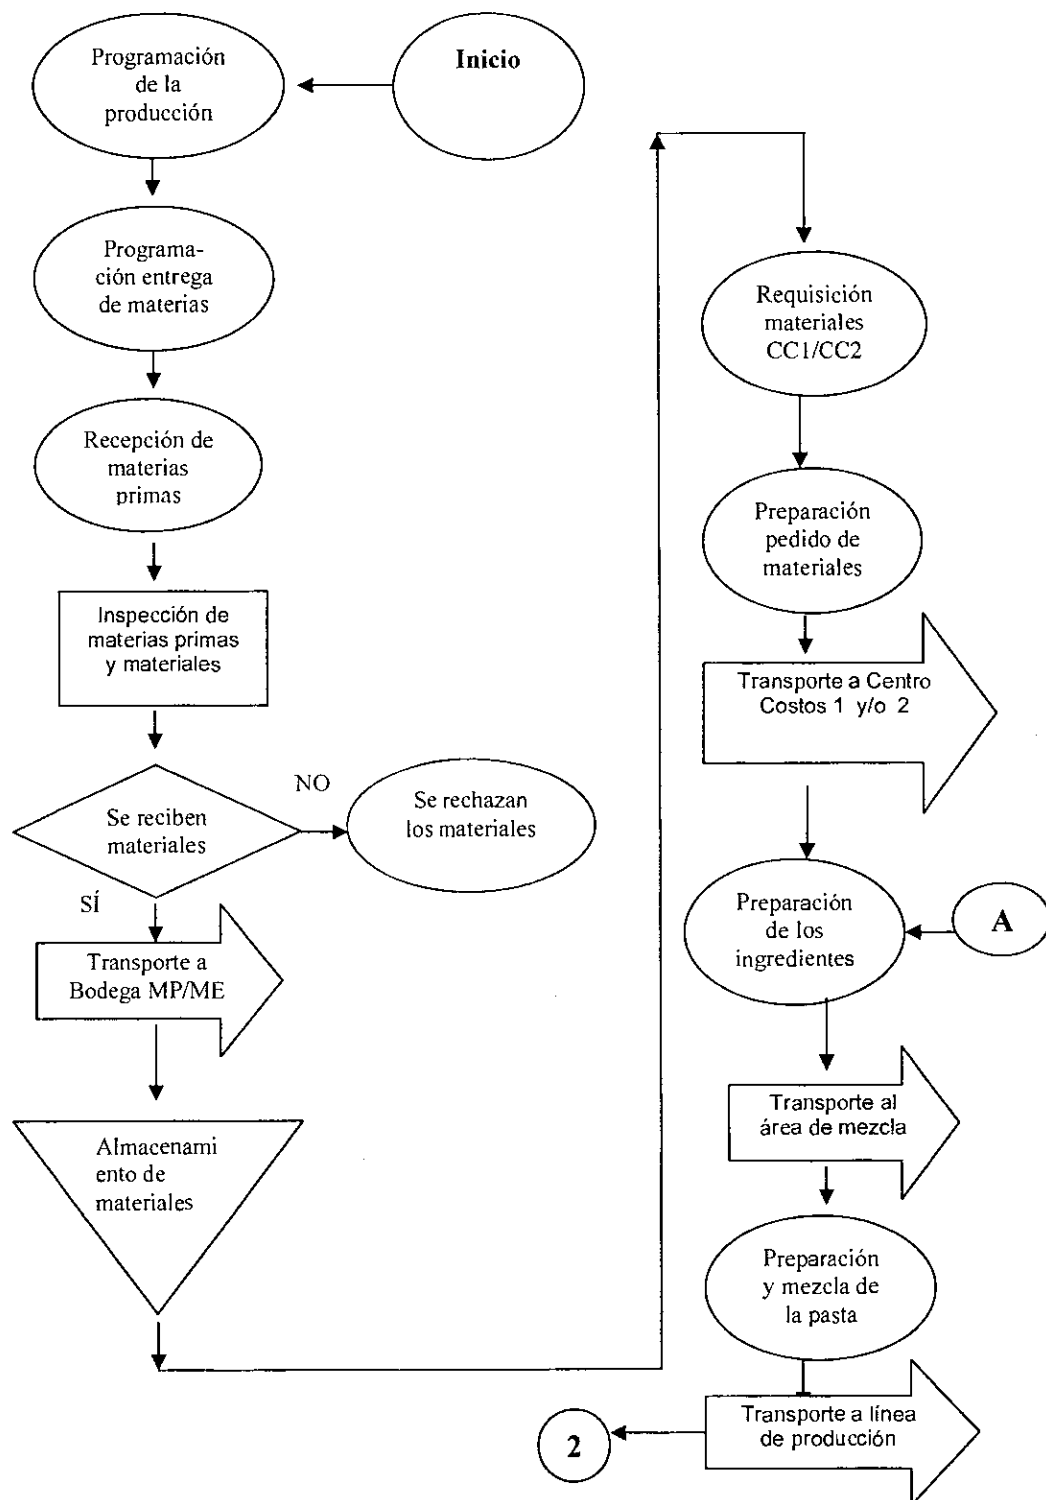 Inicio
Programación
de la
producción
Programa-
ción entrega
de materias
Recepción de
materias
primas
Inspección de
materias primas
y materiales
Se reciben
materiales
NO
Se rechazan
los materiales
SÍ
Transporte a
Bodega MP/ME
Almacenami
ento de
materiales
Requisición
materiales
CC1/CC2
Preparación
pedido de
materiales
Transporte a Centro
Costos 1 y/o 2
Preparación
de los
ingredientes
A
Transporte al
área de mezcla
Preparación
y mezcla de
la pasta
Transporte a línea
de producción
2